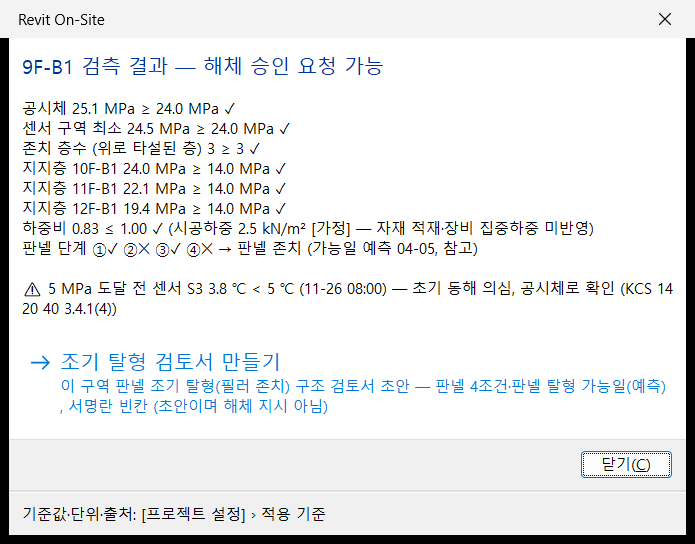 Revit On-Site
9F-B1 검측 결과 — 해체 승인 요청 가능
공시체 25.1 MPa ≥ 24.0 MPa ✓
센서 구역 최소 24.5 MPa ≥ 24.0 MPa ✓
존치 층수 (위로 타설된 층) 3 ≥ 3 ✓
지지층 10F-B1 24.0 MPa ≥ 14.0 MPa ✓
지지층 11F-B1 22.1 MPa ≥ 14.0 MPa ✓
지지층 12F-B1 19.4 MPa ≥ 14.0 MPa ✓
하중비 0.83 ≤ 1.00 ✓ (시공하중 2.5 kN/m² [가정] — 자재 적재·장비 집중하중 미반영)
판넬 단계 ①✓ ②✕ ③✓ ④✕ → 판넬 존치 (가능일 예측 04-05, 참고)
⚠ 5 MPa 도달 전 센서 S3 3.8 ℃ < 5 ℃ (11-26 08:00) — 초기 동해 의심, 공시체로 확인 (KCS 14
20 40 3.4.1(4))
→ 조기 탈형 검토서 만들기
이 구역 판넬 조기 탈형(필러 존치) 구조 검토서 초안 — 판넬 4조건·판넬 탈형 가능일(예측)
, 서명란 빈칸 (초안이며 해체 지시 아님)
닫기(C)
기준값·단위·출처: [프로젝트 설정] › 적용 기준